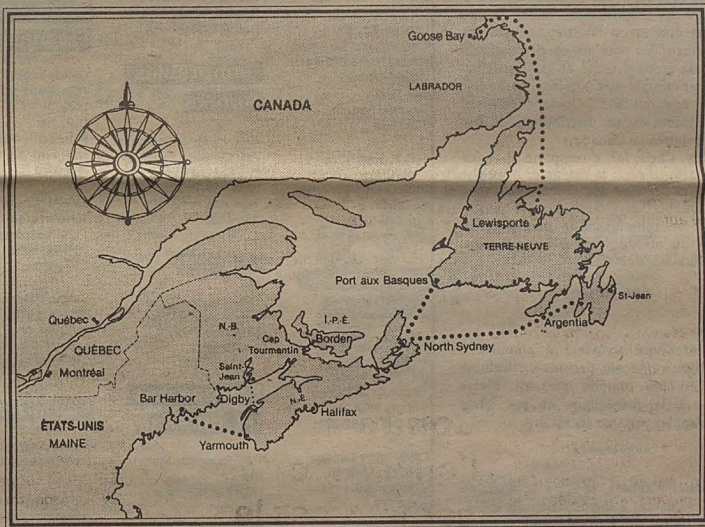 Goose Bay
LABRADOR
CANADA
Lewisporte
TERRE-NEUVE
Port aux Basques
St-Jean
Argentia
Québec
N.-B.
I.-P.-É.
Borden
Cap
Tourmantin
North Sydney
QUÉBEC
Montréal
Saint-
Jean
Bar Harbor
Digby
N.-É.
Halifax
ÉTATS-UNIS
MAINE
Yarmouth